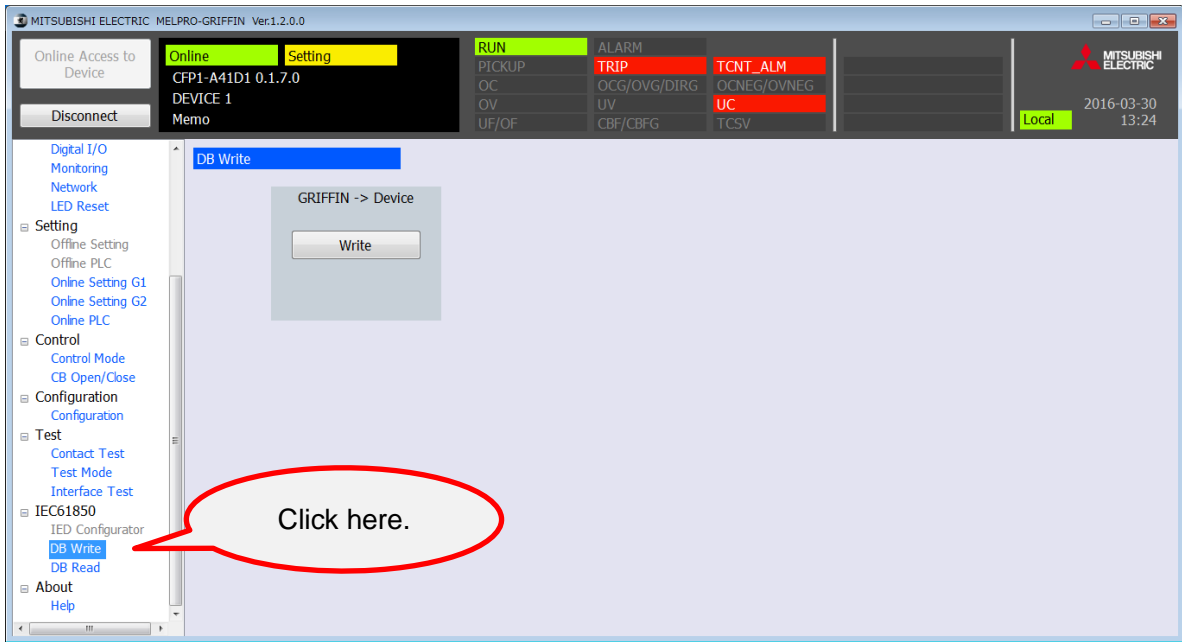 MITSUBISHI ELECTRIC MELPRO-GRIFFIN Ver.1.2.0.0
Online Access to
Device
Disconnect
Online Setting
CFP1-A41D1 0.1.7.0
DEVICE 1
Memo
RUN ALARM
PICKUP TRIP TCNT_ALM
OC OCG/OVG/DIRG OCNEG/OVNEG
OV UV UC
UF/OF CBF/CBFG TCSV
MITSUBISHI
ELECTRIC
2016-03-30
Local 13:24
Digital I/O
Monitoring
Network
LED Reset
Setting
Offline Setting
Offline PLC
Online Setting G1
Online Setting G2
Online PLC
Control
Control Mode
CB Open/Close
Configuration
Configuration
Test
Contact Test
Test Mode
Interface Test
IEC61850
IED Configurator
DB Write
DB Read
About
Help
DB Write
GRIFFIN -> Device
Write
Click here.